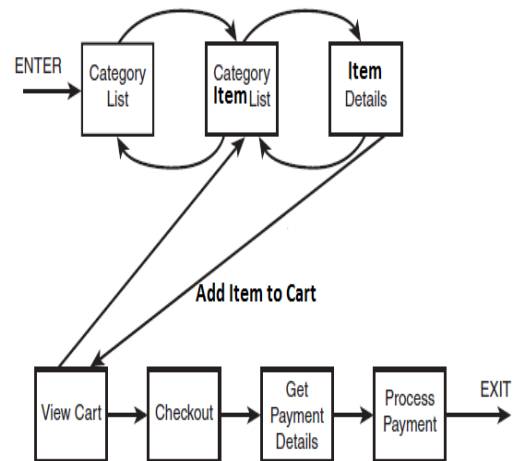 ENTER
Category
List
Category
Item List
Item
Details
Add Item to Cart
View Cart
Checkout
Get
Payment
Details
Process
Payment
EXIT